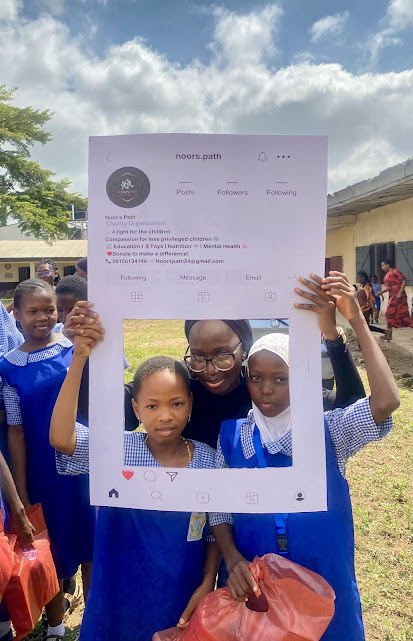 noors.path
Posts Followers Following
Noor's Path
Charity Organization
A light for the children
Compassion for less privileged children
Education I Toys I Nutrition I Mental Health
Donate to make a difference!
08156134146 Noorspath24@gmail.com
Following Message Email